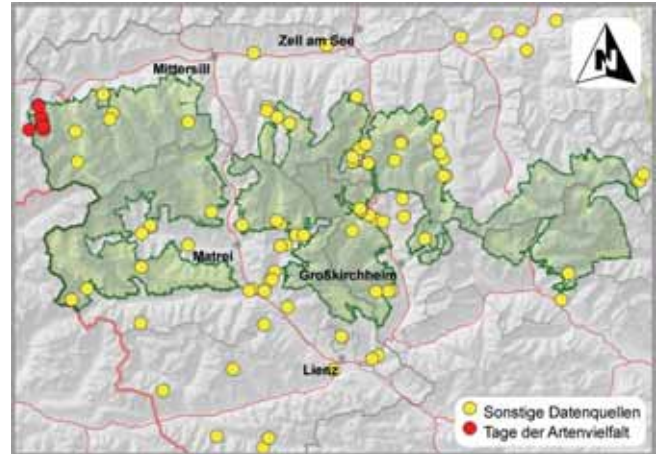 Zell am See
Mittersill
N
Matrei
Großkirchheim
Lienz
Sonstige Datenquellen
Tage der Artenvielfalt